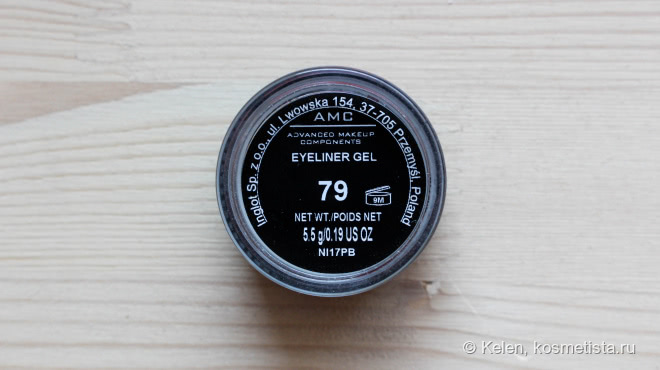 Inglot Sp. z o.o., ul. Lwowska 154, 37-705 Przemyśl, Poland
AMC
ADVANCED MAKEUP
COMPONENTS
EYELINER GEL
79
9M
NET WT./POIDS NET
5.5 g/0.19 US OZ
NI17PB
© Kelen, kosmetista.ru